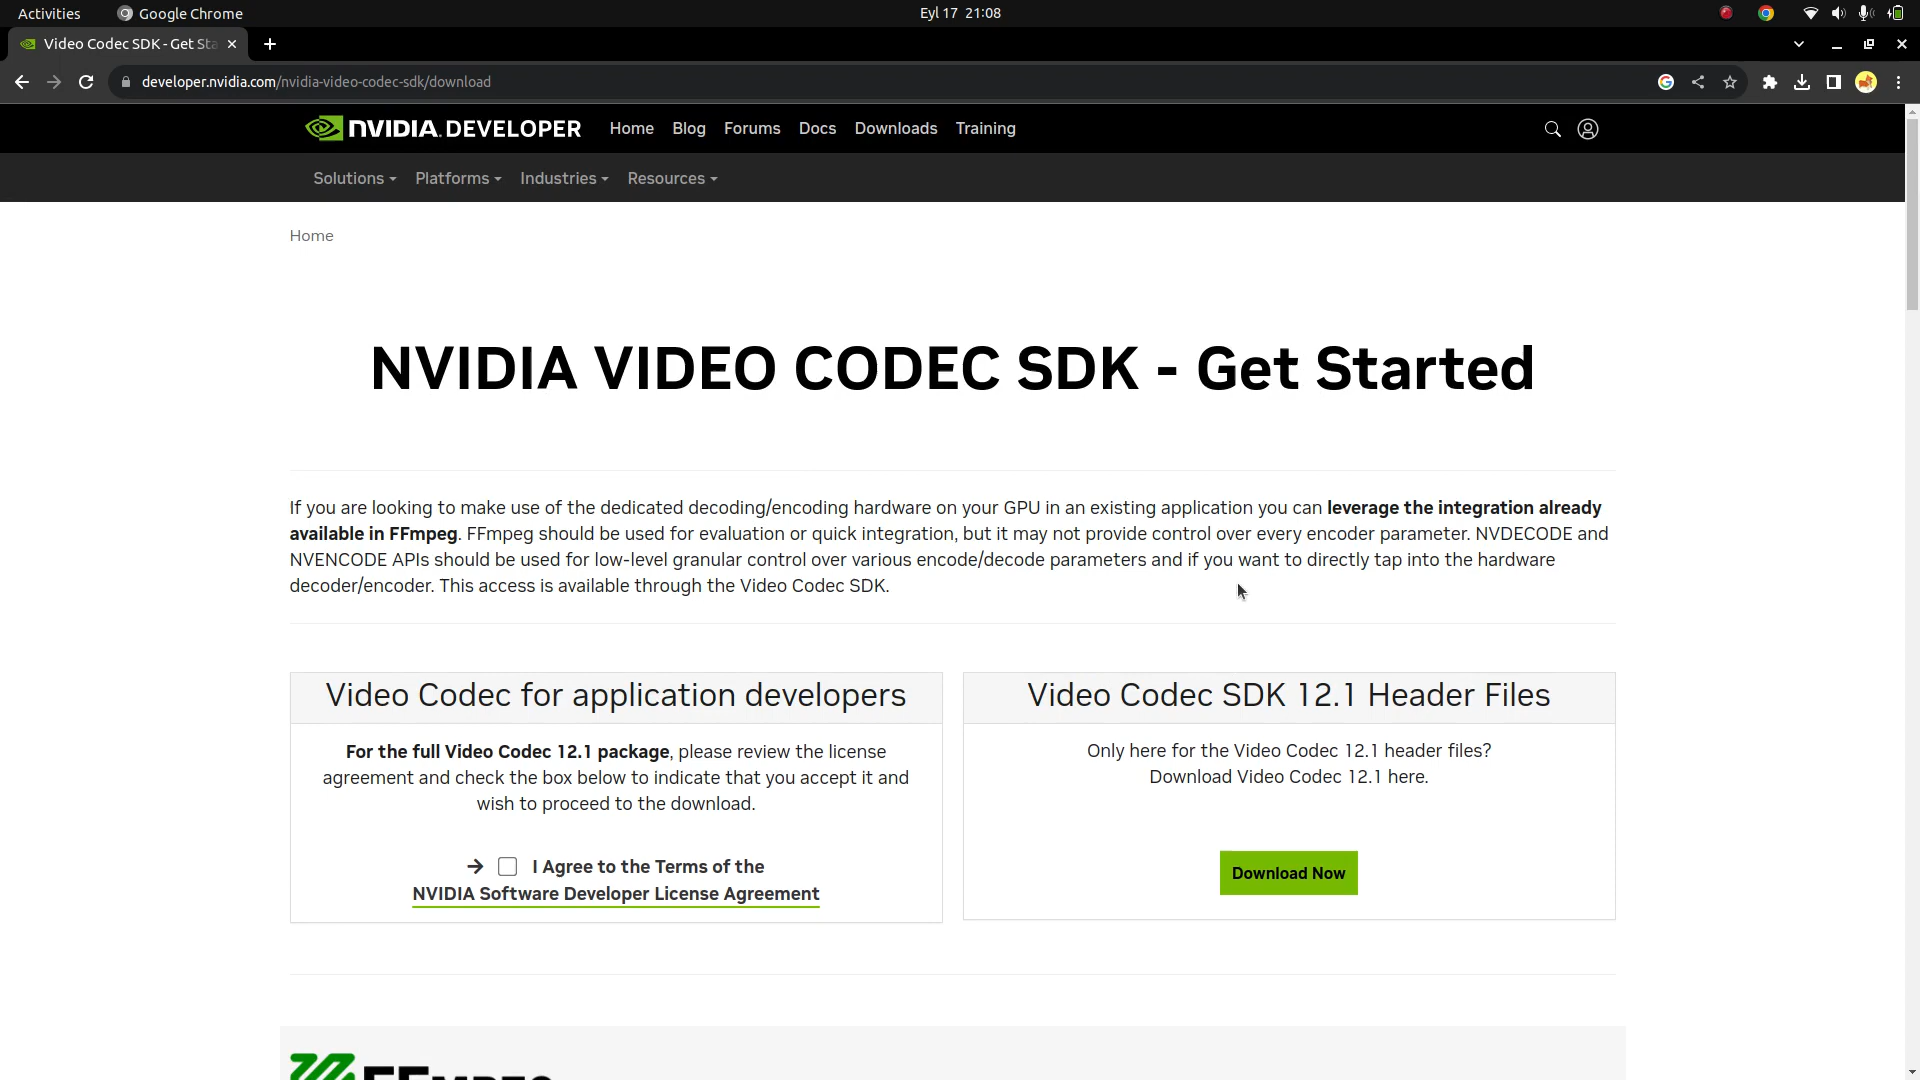 Activities
Google Chrome
Eyl 17 21:08
Video Codec SDK - Get Sta
developer.nvidia.com/nvidia-video-codec-sdk/download
NVIDIA. DEVELOPER
Home
Blog
Forums
Docs
Downloads
Training
Solutions
Platforms
Industries
Resources
Home
NVIDIA VIDEO CODEC SDK - Get Started
If you are looking to make use of the dedicated decoding/encoding hardware on your GPU in an existing application you can leverage the integration already
available in FFmpeg. FFmpeg should be used for evaluation or quick integration, but it may not provide control over every encoder parameter. NVDECODE and
NVENCODE APIs should be used for low-level granular control over various encode/decode parameters and if you want to directly tap into the hardware
decoder/encoder. This access is available through the Video Codec SDK.
Video Codec for application developers
For the full Video Codec 12.1 package, please review the license
agreement and check the box below to indicate that you accept it and
wish to proceed to the download.
I Agree to the Terms of the
NVIDIA Software Developer License Agreement
Video Codec SDK 12.1 Header Files
Only here for the Video Codec 12.1 header files?
Download Video Codec 12.1 here.
Download Now
FFMPEG